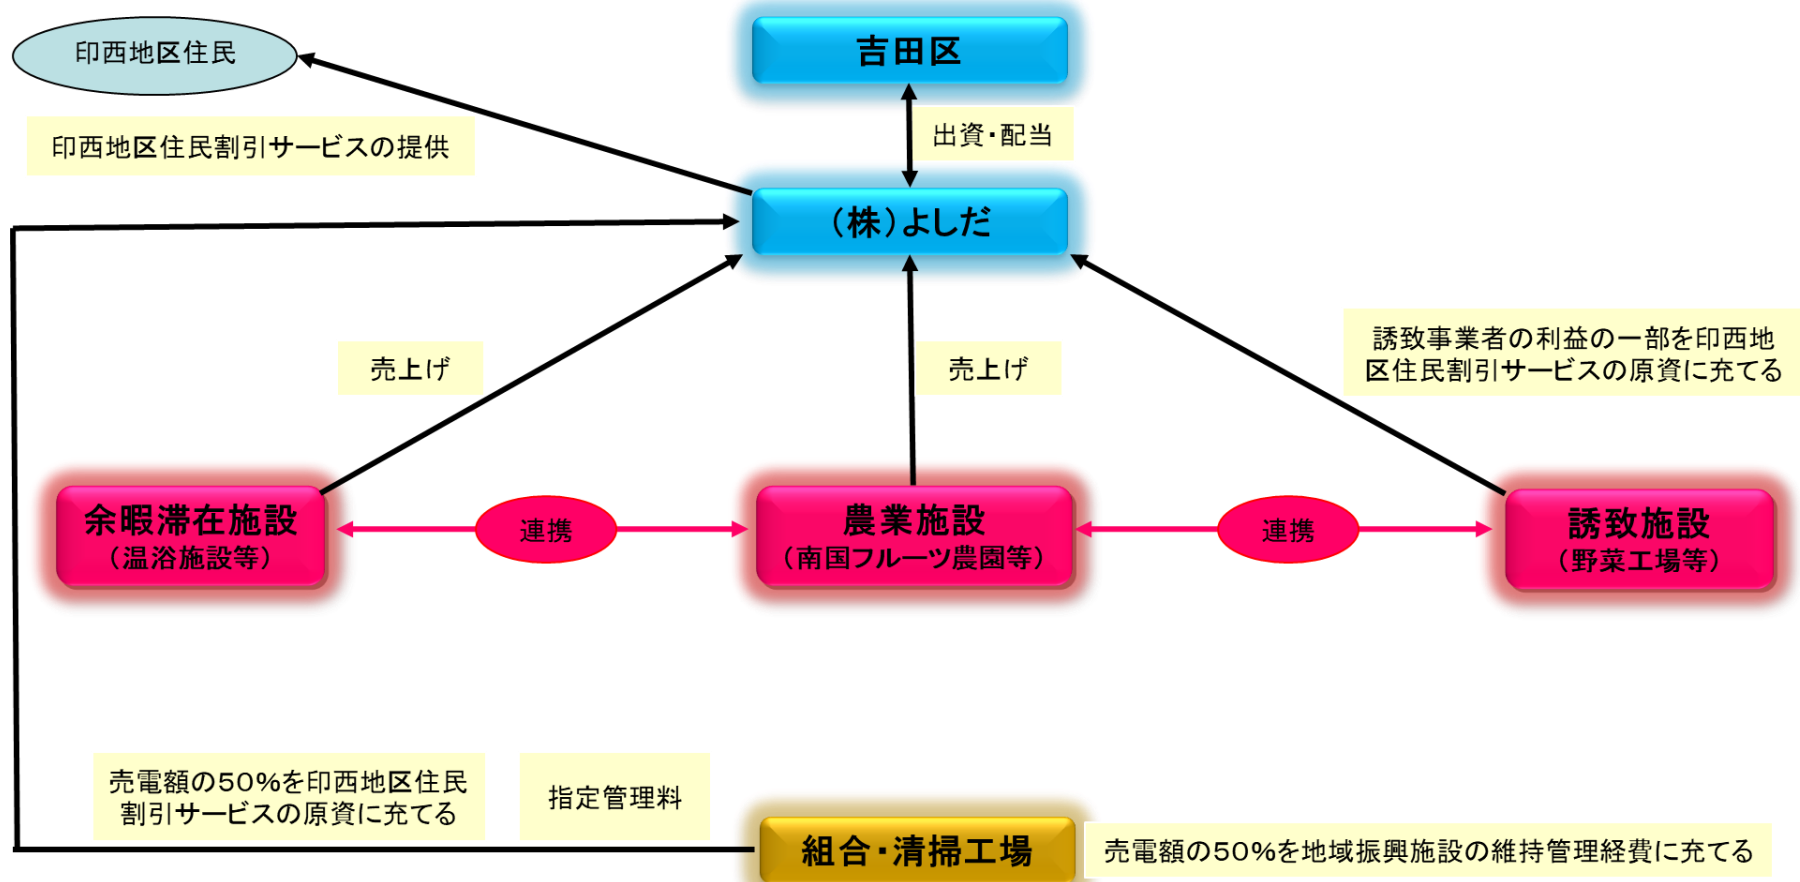 印西地区住民
吉田区
印西地区住民割引サービスの提供
出資・配当
（株）よしだ
売上げ
売上げ
誘致事業者の利益の一部を印西地
区住民割引サービスの原資に充てる
余暇滞在施設
（温浴施設等）
連携
農業施設
（南国フルーツ農園等）
連携
誘致施設
（野菜工場等）
売電額の50%を印西地区住民
割引サービスの原資に充てる
指定管理料
組合・清掃工場
売電額の50%を地域振興施設の維持管理経費に充てる